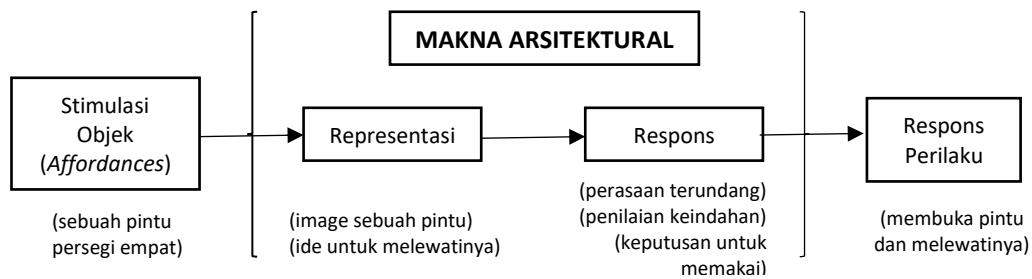 MAKNA ARSITEKTURAL
Stimulasi
Objek
(Affordances)
Representasi
Respons
Respons
Perilaku
(sebuah pintu
persegi empat)
(image sebuah pintu)
(ide untuk melewatinya)
(perasaan terundang)
(penilaian keindahan)
(keputusan untuk
memakai)
(membuka pintu
dan melewatinya)